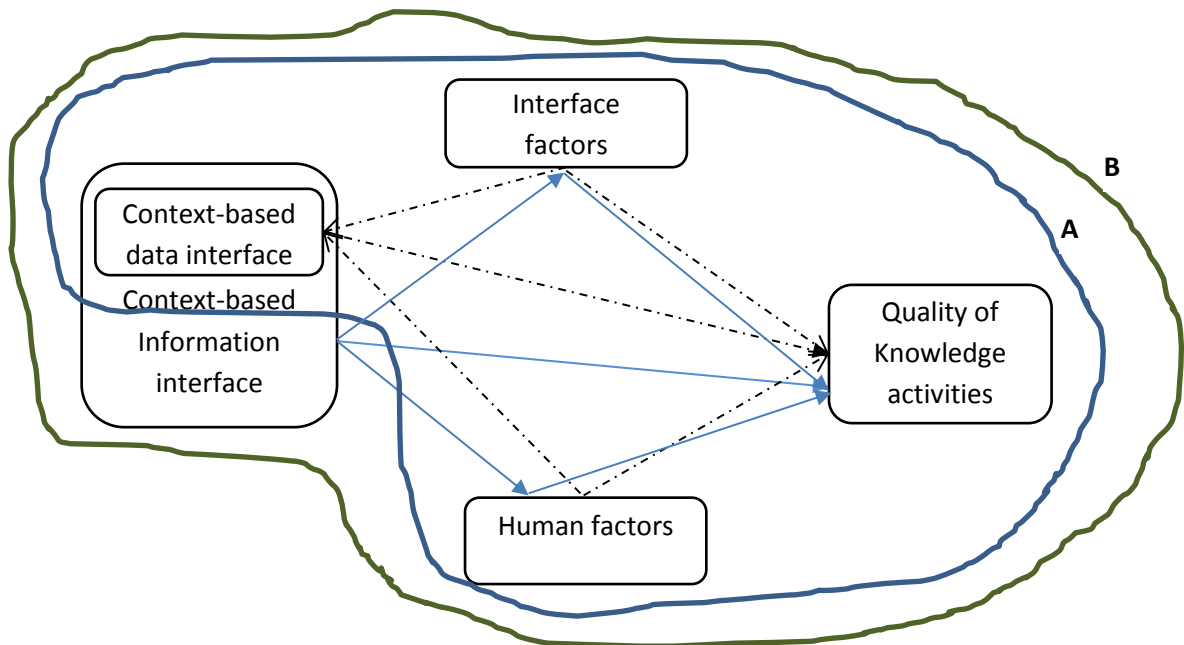 Interface
factors
B
Context-based
data interface
A
Context-based
Information
interface
Quality of
Knowledge
activities
Human factors